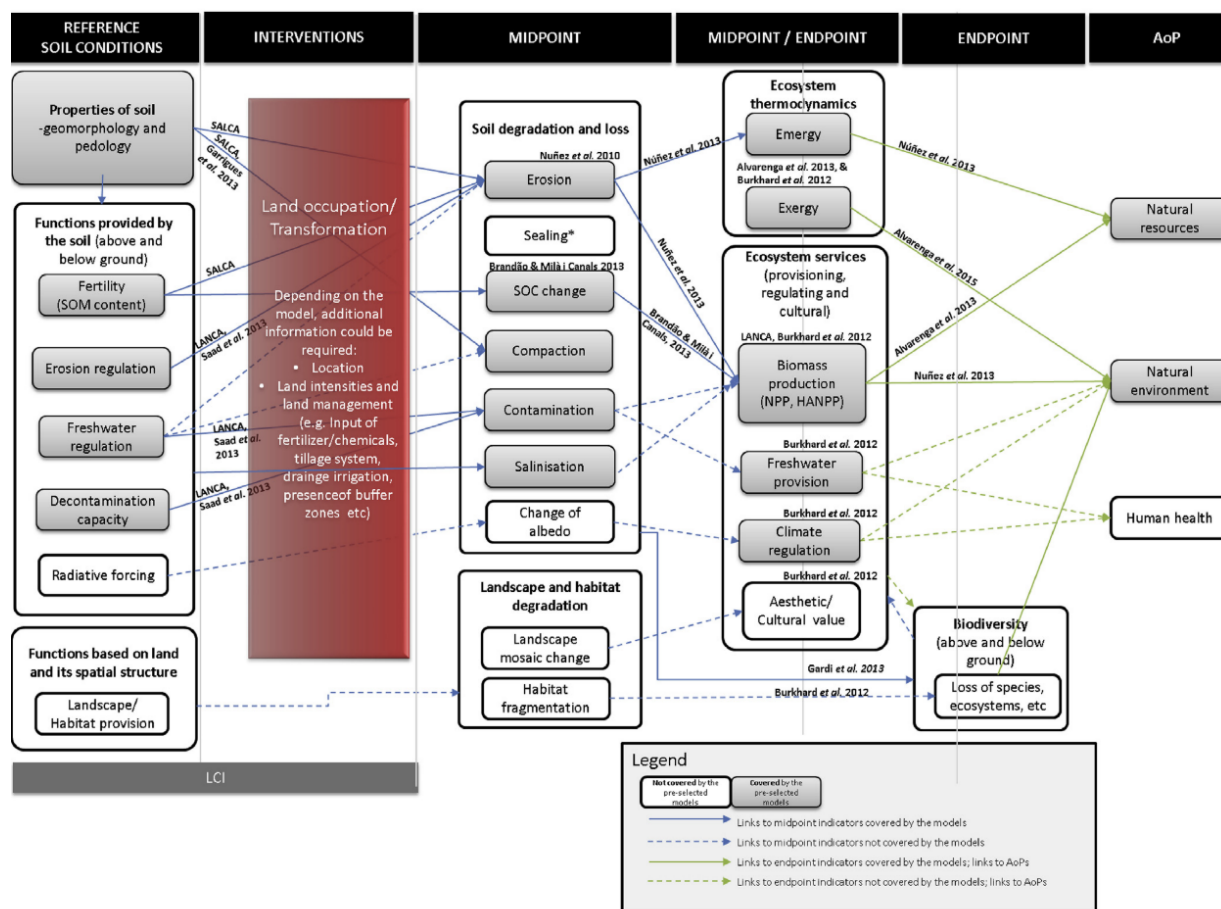 REFERENCE
SOIL CONDITIONS
INTERVENTIONS
MIDPOINT
MIDPOINT / ENDPOINT
ENDPOINT
AoP
Properties of soil
-geomorphology and
pedology
Functions provided by
the soil (above and
below ground)
Fertility
(SOM content)
Erosion regulation
Freshwater
regulation
Decontamination
capacity
Radiative forcing
Functions based on land
and its spatial structure
Landscape/
Habitat provision
LCI
SALCA
SALCA
Garrigues
et al. 2013
SALCA
LANCA,
Saad et al. 2013
LANCA,
Saad et al.
2013
LANCA,
Saad et al. 2013
Land occupation/
Transformation
Depending on the
model, additional
information could be
required:
• Location
• Land intensities and
land management
(e.g. Input of
fertilizer/chemicals,
tillage system,
drainge irrigation,
presenceof buffer
zones etc)
Soil degradation and loss
Nuñez et al. 2010
Erosion
Sealing*
Brandão & Milà i Canals 2013
SOC change
Compaction
Contamination
Salinisation
Change of
albedo
Landscape and habitat
degradation
Landscape
mosaic change
Habitat
fragmentation
Núñez et al. 2013
Nuñez et al. 2013
Brandão & Milà i
Canals, 2013
Ecosystem
thermodynamics
Emergy
Alvarenga et al. 2013, &
Burkhard et al. 2012
Exergy
Ecosystem services
(provisioning,
regulating and
cultural)
LANCA, Burkhard et al. 2012
Biomass
production
(NPP, HANPP)
Burkhard et al. 2012
Freshwater
provision
Burkhard et al. 2012
Climate
regulation
Burkhard et al. 2012
Aesthetic/
Cultural value
Gardi et al. 2013
Burkhard et al. 2012
Núñez et al. 2013
Alvarenga et al. 2015
Alvarenga et al. 2013
Nuñez et al. 2013
Biodiversity
(above and below
ground)
Loss of species,
ecosystems, etc
Natural
resources
Natural
environment
Human health
Legend
Not covered by the
pre-selected
models
Covered by the
pre-selected
models
Links to midpoint indicators covered by the models
Links to midpoint indicators not covered by the models
Links to endpoint indicators covered by the models; links to AoPs
Links to endpoint indicators not covered by the models; links to AoPs